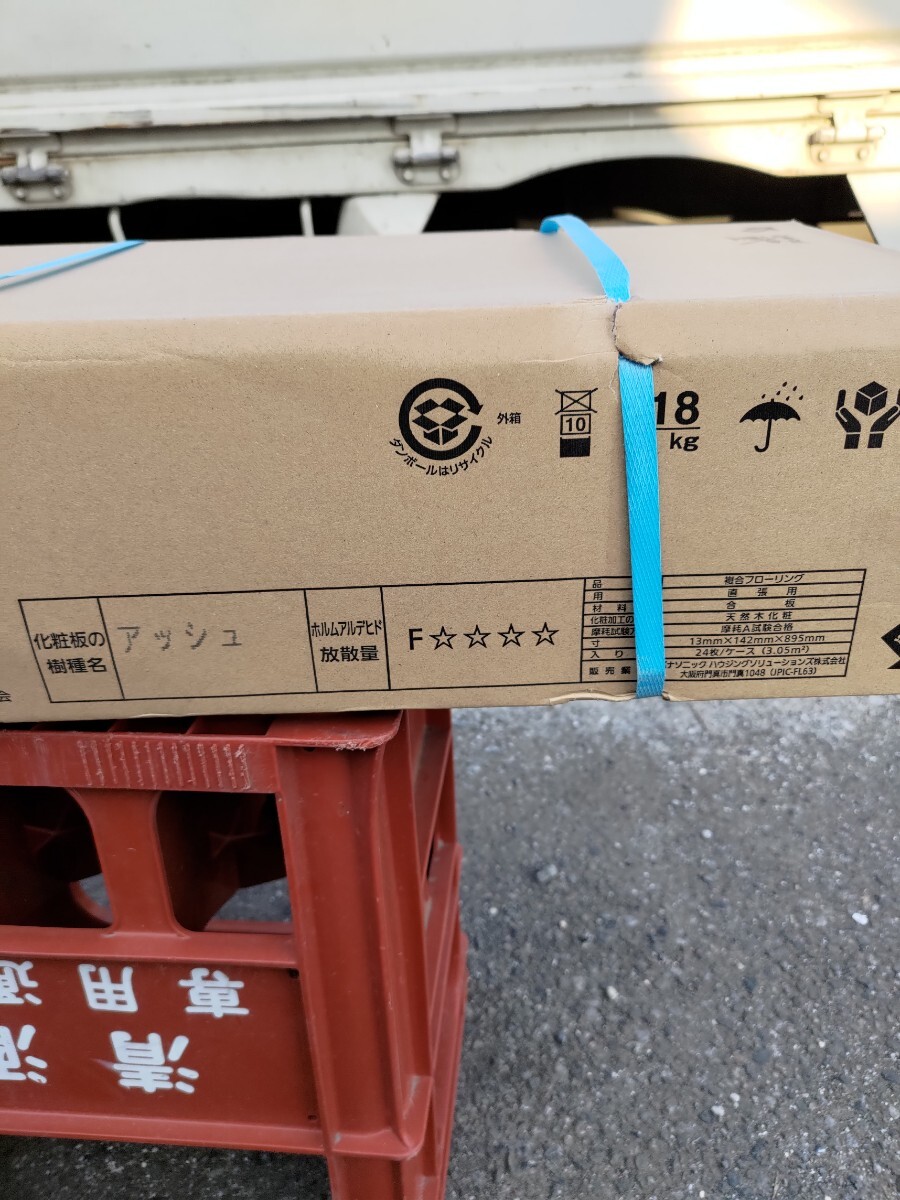 ダンボールはリサイクル
外箱
10
18
kg
化粧板の
樹種名
アッシュ
ホルムアルデヒド
放散量
F☆☆☆☆
品
複合フローリング
用
直張用
材料
合板
化粧加工の
天然木化粧
摩耗試験
摩耗A試験合格
寸
13mm×142mm×895mm
入り
24枚/ケース (3.05m²)
販売
ナソニック ハウジングソリューションズ株式会社
大阪府門真市門真1048 (JPIC-FL63)
会
清酒
専用通